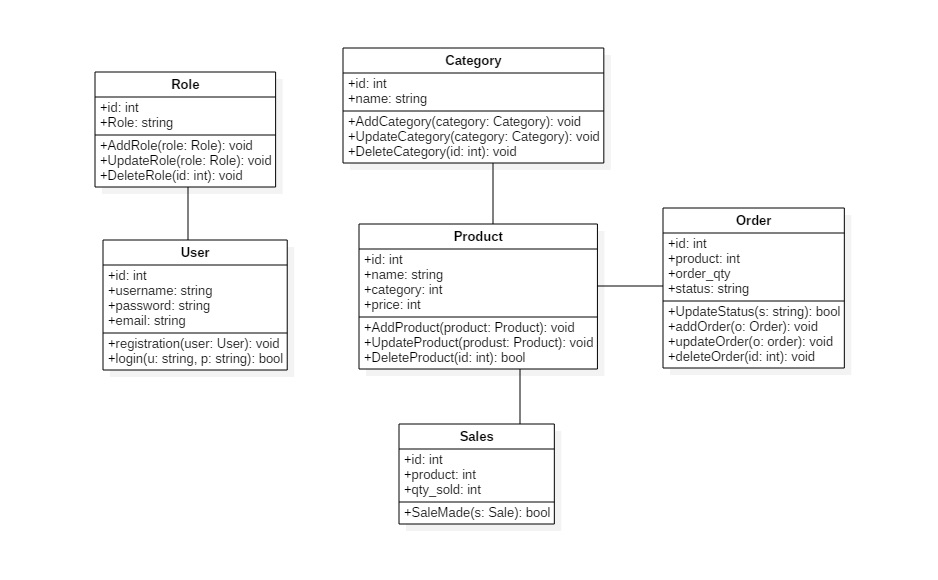 Role
+id: int
+Role: string
+AddRole(role: Role): void
+UpdateRole(role: Role): void
+DeleteRole(id: int): void
Category
+id: int
+name: string
+AddCategory(category: Category): void
+UpdateCategory(category: Category): void
+DeleteCategory(id: int): void
User
+id: int
+username: string
+password: string
+email: string
+registration(user: User): void
+login(u: string, p: string): bool
Product
+id: int
+name: string
+category: int
+price: int
+AddProduct(product: Product): void
+UpdateProduct(produst: Product): void
+DeleteProduct(id: int): bool
Order
+id: int
+product: int
+order_qty
+status: string
+UpdateStatus(s: string): bool
+addOrder(o: Order): void
+updateOrder(o: order): void
+deleteOrder(id: int): void
Sales
+id: int
+product: int
+qty_sold: int
+SaleMade(s: Sale): bool